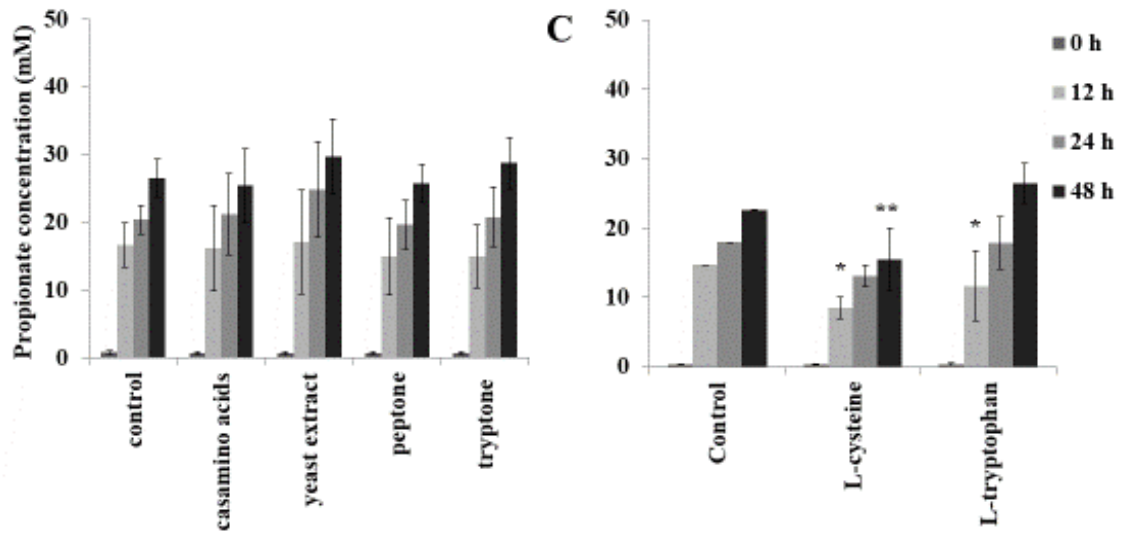 Propionate concentration (mM)
50
40
30
20
10
0
control
casamino acids
yeast extract
peptone
tryptone
C
50
40
30
20
10
0
*
**
*
Control
L-cysteine
L-tryptophan
0 h
12 h
24 h
48 h